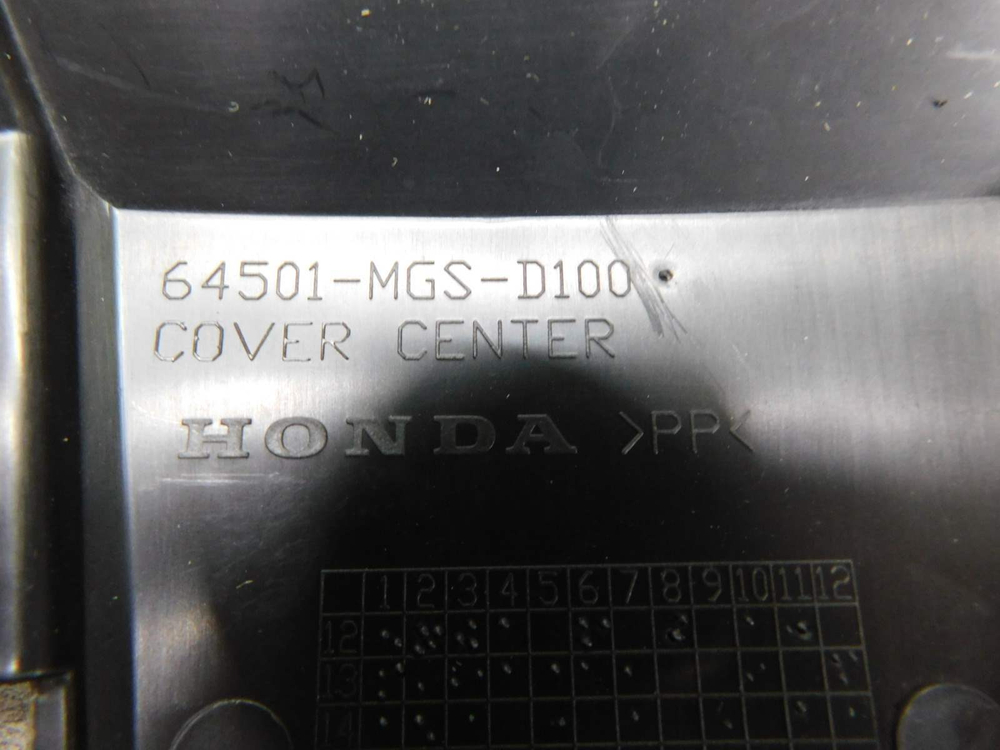 64501-MGS-D100
COVER CENTER
HONDA >PP<
1 2 3 4 5 6 7 8 9 10 11 12
12
13
14